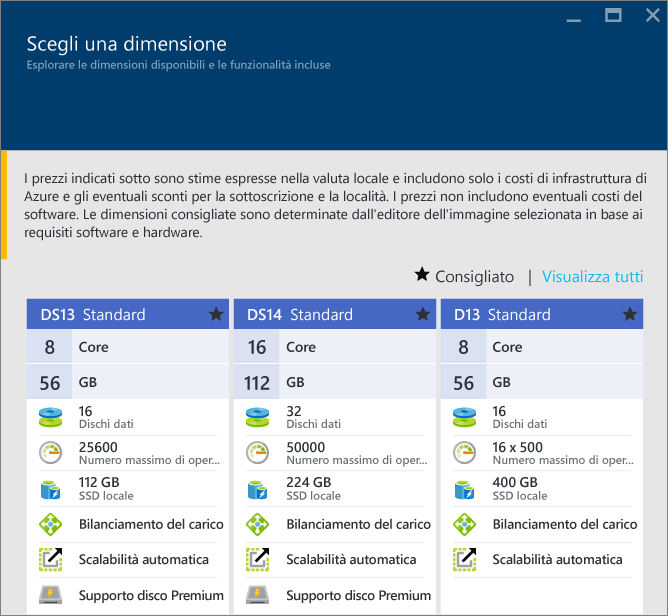 Scegli una dimensione
Esplorare le dimensioni disponibili e le funzionalità incluse
I prezzi indicati sotto sono stime espresse nella valuta locale e includono solo i costi di infrastruttura di
Azure e gli eventuali sconti per la sottoscrizione e la località. I prezzi non includono eventuali costi del
software. Le dimensioni consigliate sono determinate dall'editore dell'immagine selezionata in base ai
requisiti software e hardware.
★ Consigliato | Visualizza tutti
DS13 Standard
8 Core
56 GB
16
Dischi dati
25600
Numero massimo di oper...
112 GB
SSD locale
Bilanciamento del carico
Scalabilità automatica
Supporto disco Premium
DS14 Standard
16 Core
112 GB
32
Dischi dati
50000
Numero massimo di oper...
224 GB
SSD locale
Bilanciamento del carico
Scalabilità automatica
Supporto disco Premium
D13 Standard
8 Core
56 GB
16
Dischi dati
16 x 500
Numero massimo di oper...
400 GB
SSD locale
Bilanciamento del carico
Scalabilità automatica